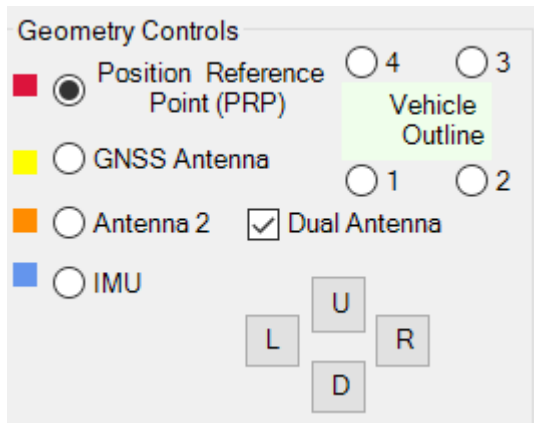 Geometry Controls
Position Reference
Point (PRP)
4
3
Vehicle
Outline
GNSS Antenna
1
2
Antenna 2
Dual Antenna
IMU
U
L
R
D